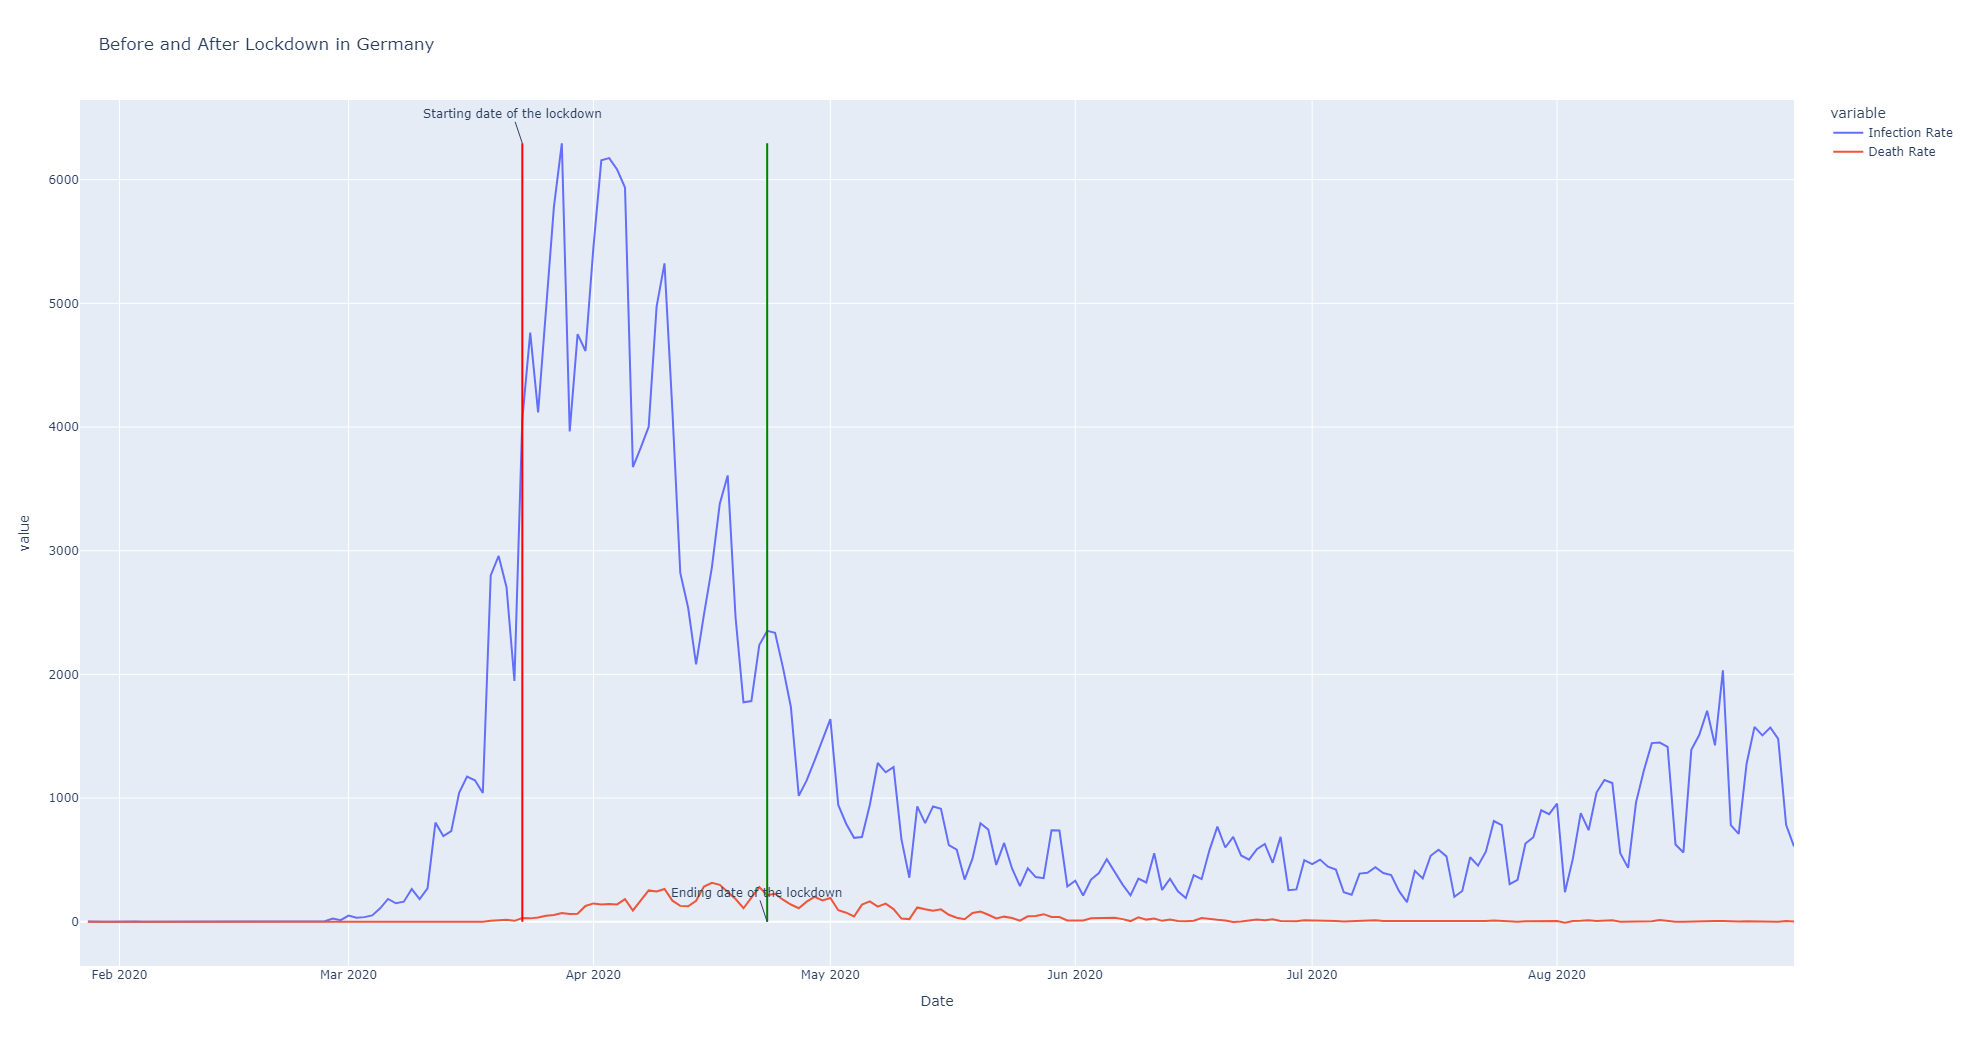 Before and After Lockdown in Germany
Starting date of the lockdown
variable
Infection Rate
Death Rate
6000
5000
4000
3000
2000
1000
0
value
Ending date of the lockdown
Feb 2020
Mar 2020
Apr 2020
May 2020
Jun 2020
Jul 2020
Aug 2020
Date